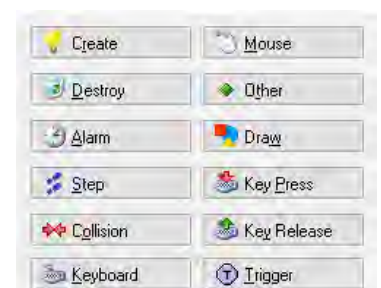 Create Mouse
Destroy Other
Alarm Draw
Step Key Press
Collision Key Release
Keyboard T Trigger